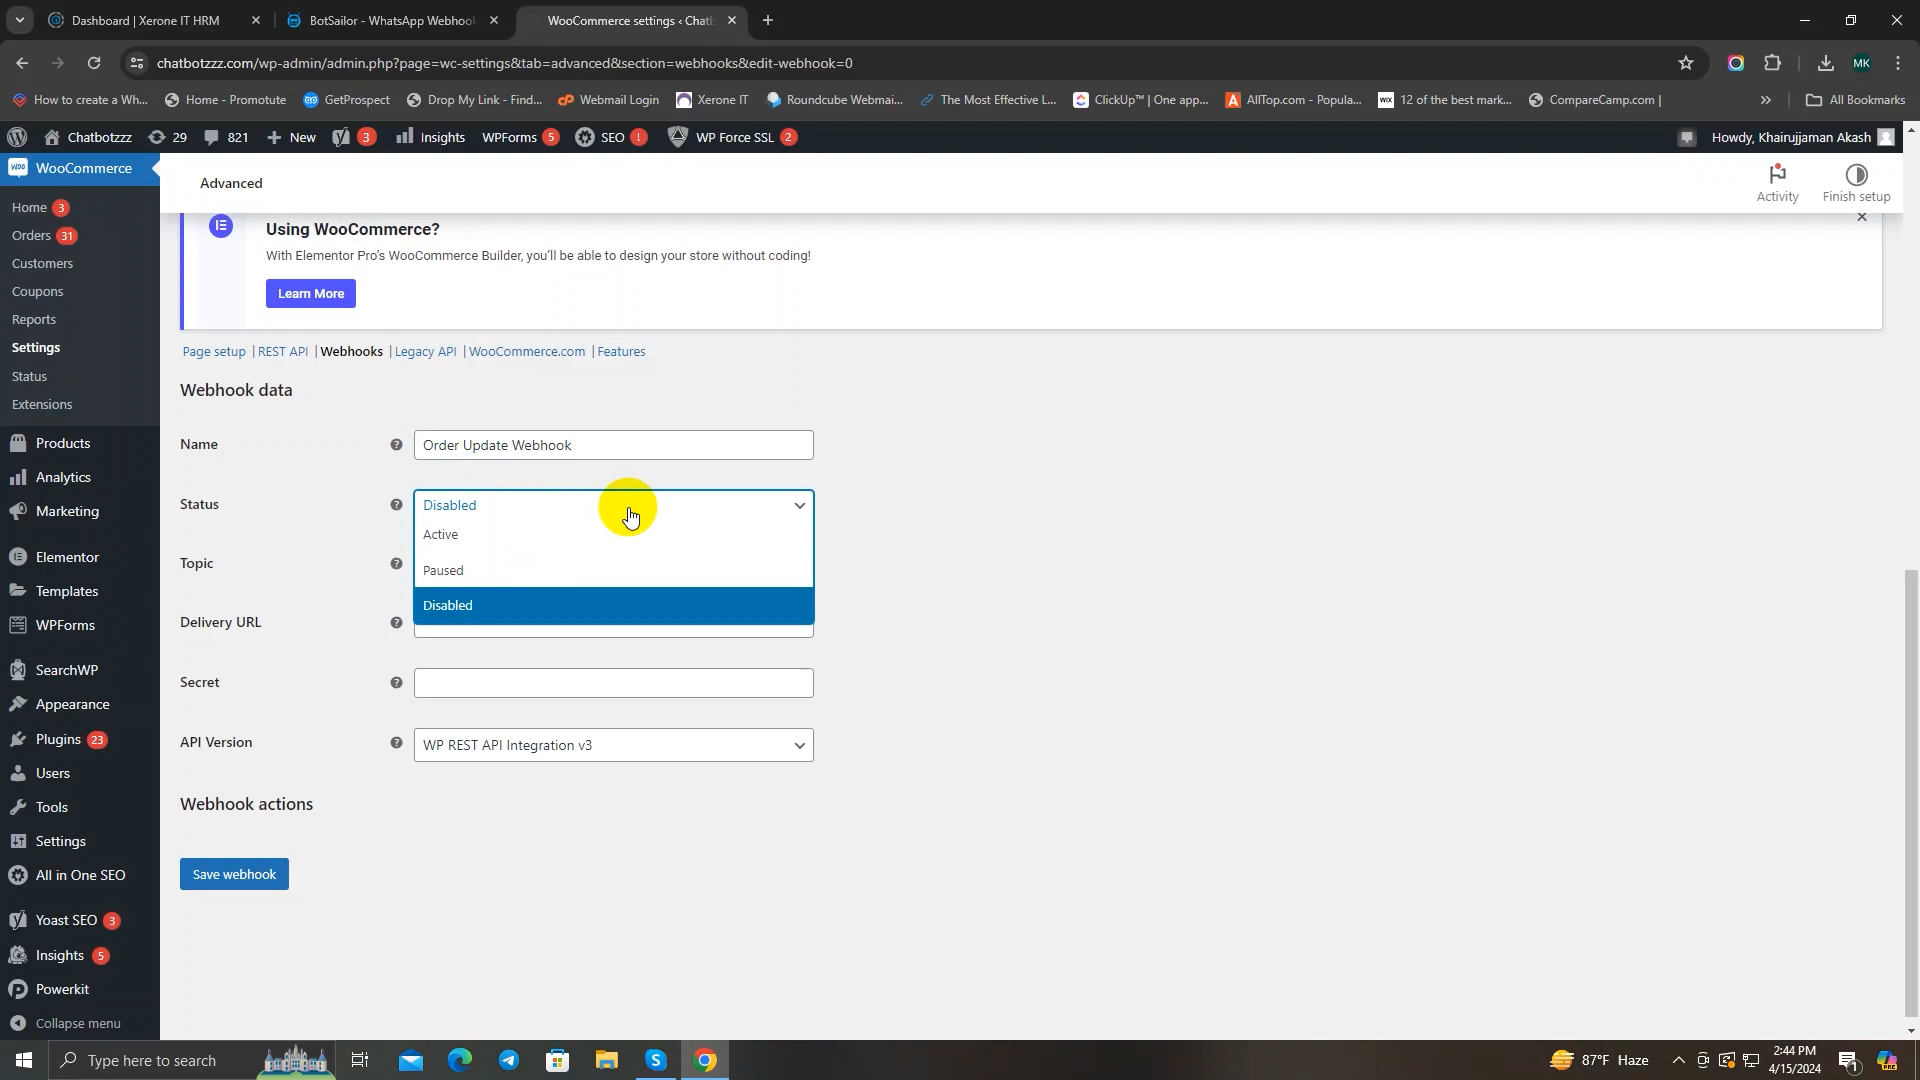 Dashboard | Xerone IT HRM
BotSailor - WhatsApp Webhook
WooCommerce settings ‹ Chatb
chatbotzzz.com/wp-admin/admin.php?page=wc-settings&tab=advanced&section=webhooks&edit-webhook=0
MK
How to create a Wh...
Home - Promotute
GetProspect
Drop My Link - Find...
Webmail Login
Xerone IT
Roundcube Webmai...
The Most Effective L...
ClickUp™ | One app...
AllTop.com - Popula...
WIX
12 of the best mark...
CompareCamp.com |
»
All Bookmarks
Chatbotzzz
29
821
New
3
Insights
WPForms 5
SEO !
WP Force SSL 2
Howdy, Khairujjaman Akash
WooCommerce
Home 3
Orders 31
Customers
Coupons
Reports
Settings
Status
Extensions
Products
Analytics
Marketing
Elementor
Templates
WPForms
SearchWP
Appearance
Plugins 23
Users
Tools
Settings
All in One SEO
Yoast SEO 3
Insights 5
Powerkit
Collapse menu
Advanced
Activity
Finish setup
Using WooCommerce?
With Elementor Pro's WooCommerce Builder, you'll be able to design your store without coding!
Learn More
Page setup | REST API | Webhooks | Legacy API | WooCommerce.com | Features
Webhook data
Name
Order Update Webhook
Status
Disabled
Active
Paused
Disabled
Topic
Delivery URL
Secret
API Version
WP REST API Integration v3
Webhook actions
Save webhook
Type here to search
87°F Haze
2:44 PM
4/15/2024
1